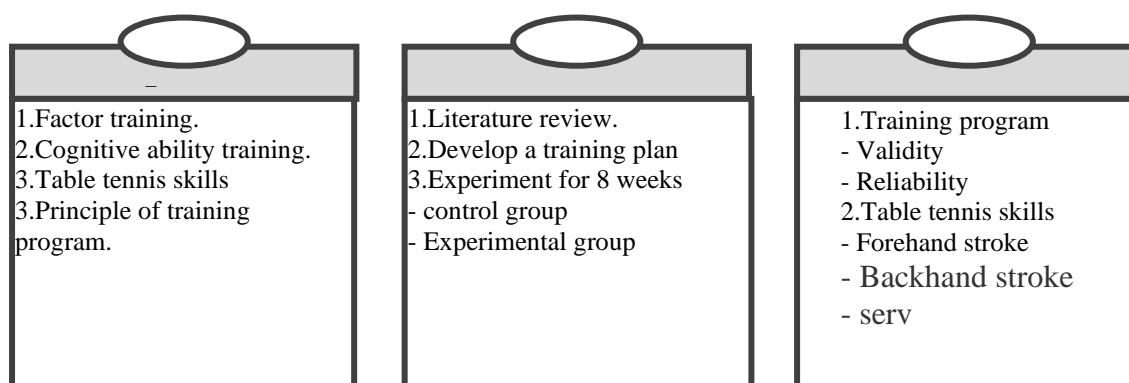 –
1.Factor training.
2.Cognitive ability training.
3.Table tennis skills
3.Principle of training
program.
1.Literature review.
2.Develop a training plan
3.Experiment for 8 weeks
- control group
- Experimental group
1.Training program
- Validity
- Reliability
2.Table tennis skills
- Forehand stroke
- Backhand stroke
- serv